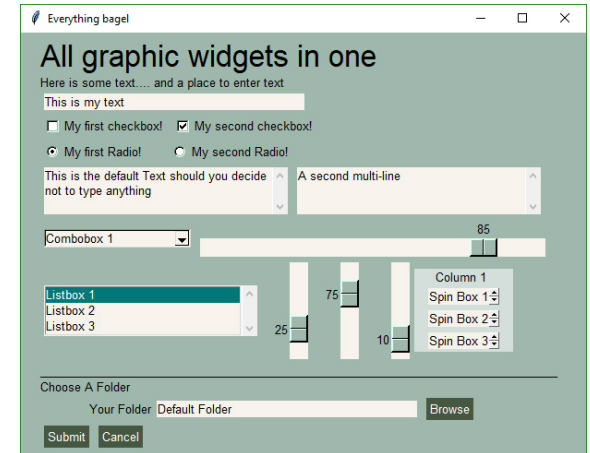 Everything bagel
All graphic widgets in one
Here is some text.... and a place to enter text
This is my text
My first checkbox! My second checkbox!
My first Radio! My second Radio!
This is the default Text should you decide
not to type anything
A second multi-line
Combobox 1
85
Listbox 1
Listbox 2
Listbox 3
25
75
10
Column 1
Spin Box 1
Spin Box 2
Spin Box 3
Choose A Folder
Your Folder Default Folder Browse
Submit Cancel